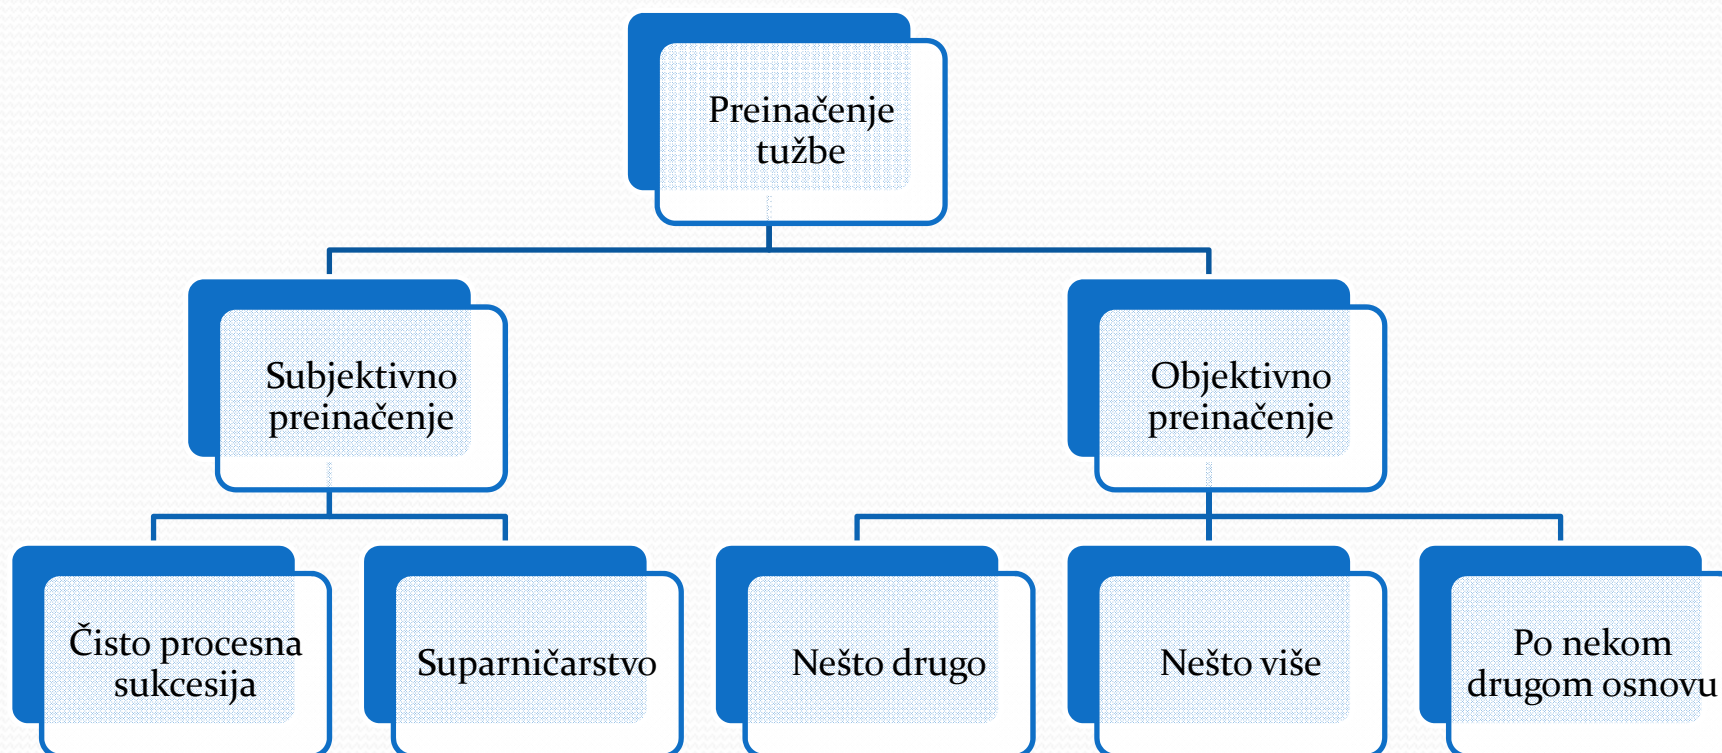 Preinačenje
tužbe
Subjektivno
preinačenje
Objektivno
preinačenje
Čisto procesna
sukcesija
Suparničarstvo
Nešto drugo
Nešto više
Po nekom
drugom osnovu